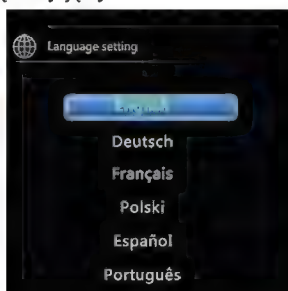 Language setting
Deutsch
Français
Polski
Español
Português